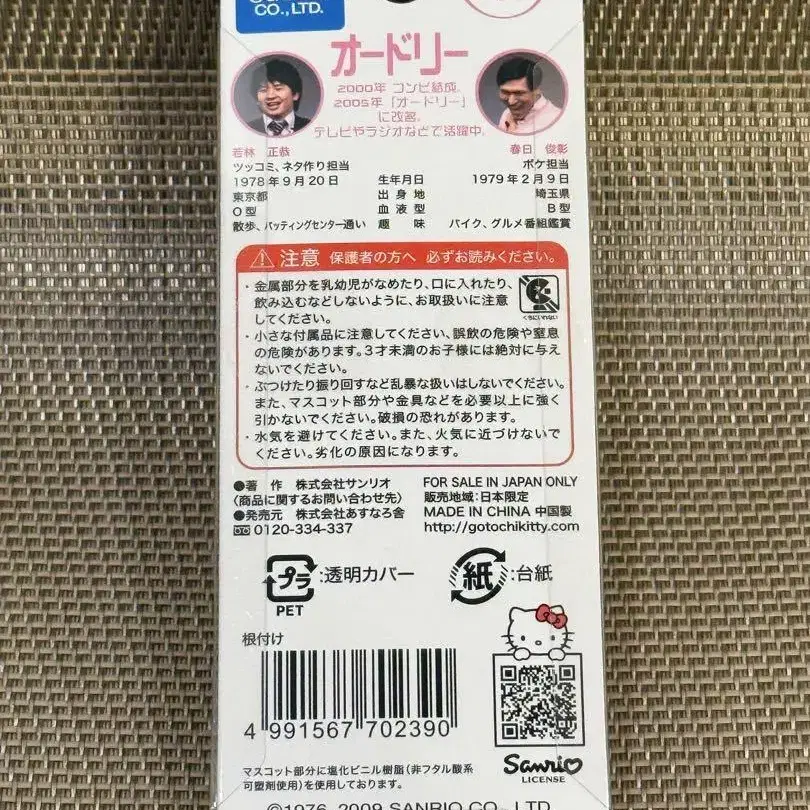 CO., LTD.
オードリー
2000年 コンビ結成。
2005年「オードリー」
に改名。
テレビやラジオなどで活躍中。
若林 正恭
春日 俊彰
ツッコミ、ネタ作り担当
ボケ担当
1978年9月20日 生年月日 1979年2月9日
東京都 出身地 埼玉県
O型 血液型 B型
散歩、バッティングセンター通い 趣味 バイク、グルメ番組鑑賞
注意 保護者の方へ 必ずお読みください。
・金属部分を乳幼児がなめたり、口に入れたり、
飲み込むなどしないように、お取扱いに注意
してください。
くちにいれない
・小さな付属品に注意してください、誤飲の危険や窒息
の危険があります。3才未満のお子様には絶対に与え
ないでください。
・ぶつけたり振り回すなど乱暴な扱いはしないでください。
また、マスコット部分や金具などを必要以上に強く
引かないでください。破損の恐れがあります。
・水気を避けてください。また、火気に近づけないで
ください。劣化の原因になります。
●著 作 株式会社サンリオ
〈商品に関するお問い合わせ先〉
●発売元 株式会社あすなろ舎
0120-334-337
FOR SALE IN JAPAN ONLY
販売地域:日本限定
MADE IN CHINA 中国製
http://gotochikitty.com
プラ:透明カバー
PET
紙:台紙
根付け
4 991567 702390
Sanrio
LICENSE
マスコット部分に塩化ビニル樹脂(非フタル酸系
可塑剤使用)を使用しています。
©1976, 2009 SANRIO CO., LTD.